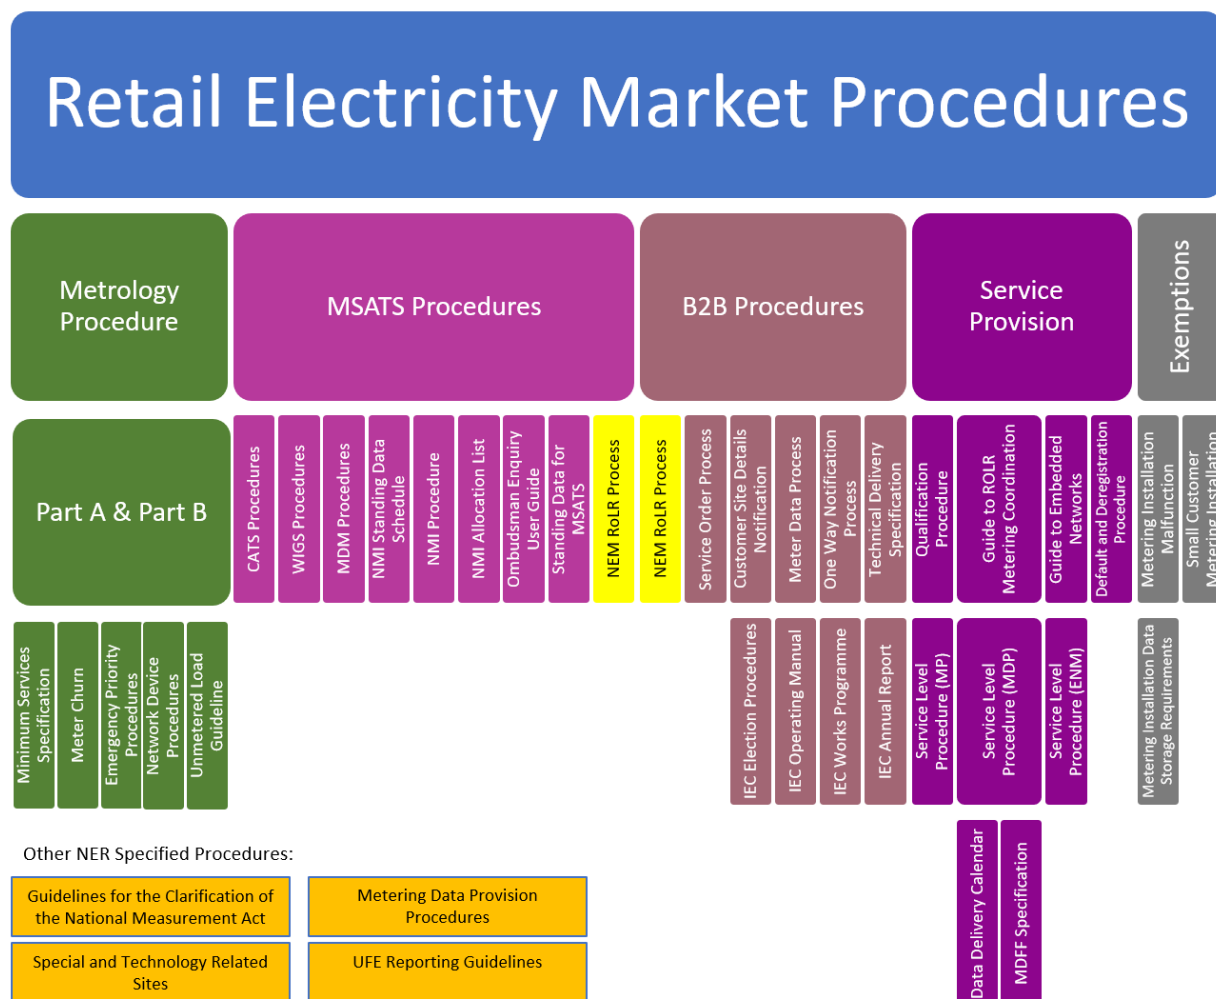 Retail Electricity Market Procedures
Metrology
Procedure
MSATS Procedures
B2B Procedures
Service
Provision
Exemptions
Part A & Part B
CATS Procedures
WIGS Procedures
MDM Procedures
NMI Standing Data
Schedule
NMI Procedure
NMI Allocation List
Ombudsman Enquiry
User Guide
Standing Data for
MSATS
NEM RoLR Process
NEM RoLR Process
Service Order Process
Customer Site Details
Notification
Meter Data Process
One Way Notification
Process
Technical Delivery
Specification
Qualification
Procedure
Guide to ROLR
Metering Coordination
Guide to Embedded
Networks
Default and Deregistration
Procedure
Metering Installation
Malfunction
Small Customer
Metering Installation
Minimum Services
Specification
Meter Churn
Emergency Priority
Procedures
Network Device
Procedures
Unmetered Load
Guideline
IEC Election Procedures
IEC Operating Manual
IEC Works Programme
IEC Annual Report
Service Level
Procedure (MP)
Service Level
Procedure (MDP)
Service Level
Procedure (ENM)
Metering Installation Data
Storage Requirements
Data Delivery Calendar
MDFF Specification
Other NER Specified Procedures:
Guidelines for the Clarification of
the National Measurement Act
Metering Data Provision
Procedures
Special and Technology Related
Sites
UFE Reporting Guidelines